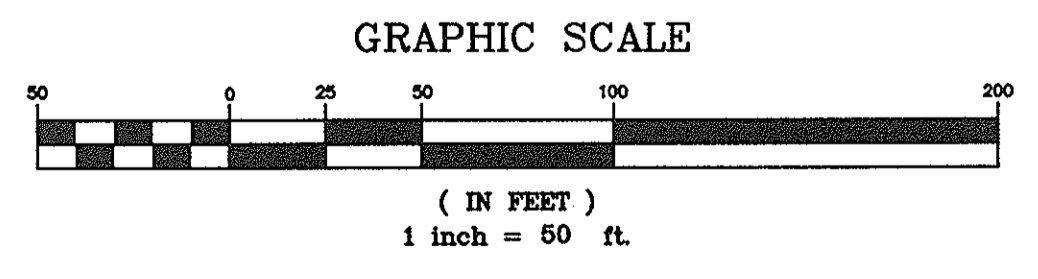 GRAPHIC SCALE
50 0 25 50 100 200
( IN FEET )
1 inch = 50 ft.